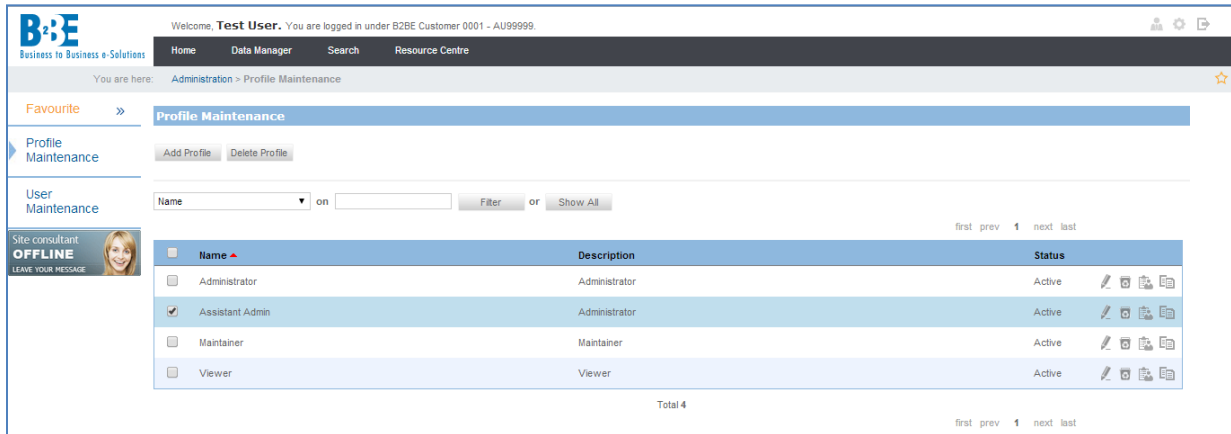 B2BE
Business to Business e-Solutions
Welcome, Test User. You are logged in under B2BE Customer 0001 - AU99999.
Home Data Manager Search Resource Centre
You are here: Administration > Profile Maintenance
Favourite »
Profile
Maintenance
User
Maintenance
Site consultant
OFFLINE
LEAVE YOUR MESSAGE
Profile Maintenance
Add Profile Delete Profile
Name on Filter or Show All
first prev 1 next last
Name Description Status
Administrator Administrator Active
Assistant Admin Administrator Active
Maintainer Maintainer Active
Viewer Viewer Active
Total 4
first prev 1 next last